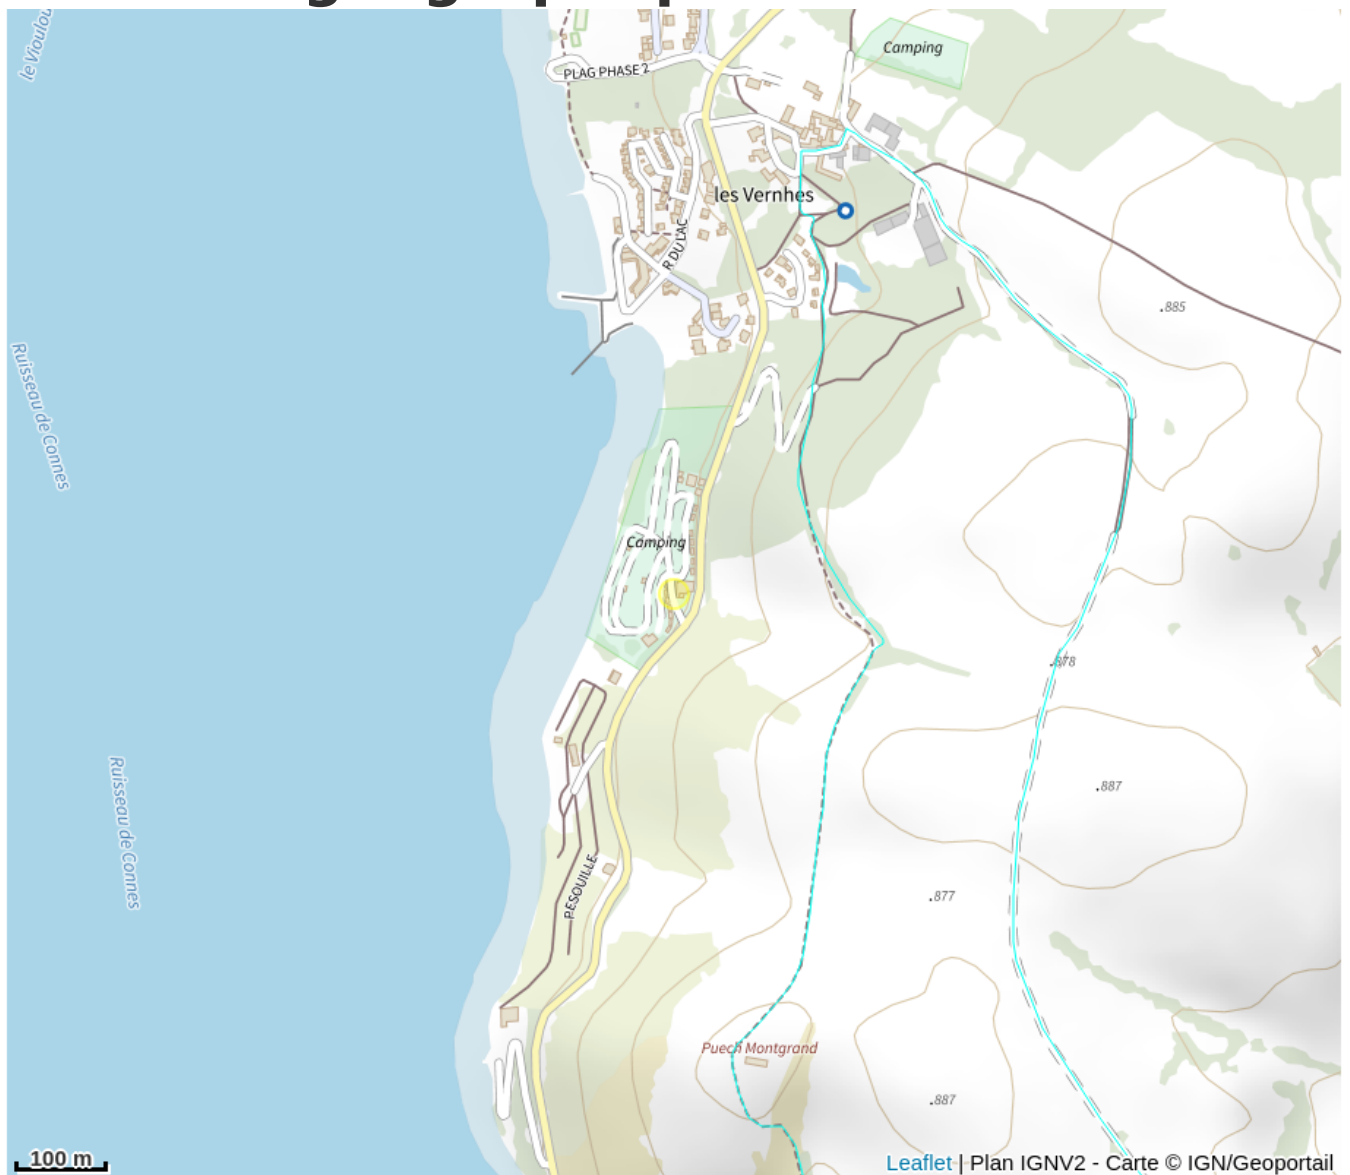 le Vioulou
Camping
PLAG PHASE 2
les Vernhes
R DU LAC
.885
Ruisseau de Connes
Camping
.878
Ruisseau de Connes
.887
PESOUILLE
.877
Puech Montgrand
.887
100 m
Leaflet | Plan IGNV2 - Carte © IGN/Geoportail